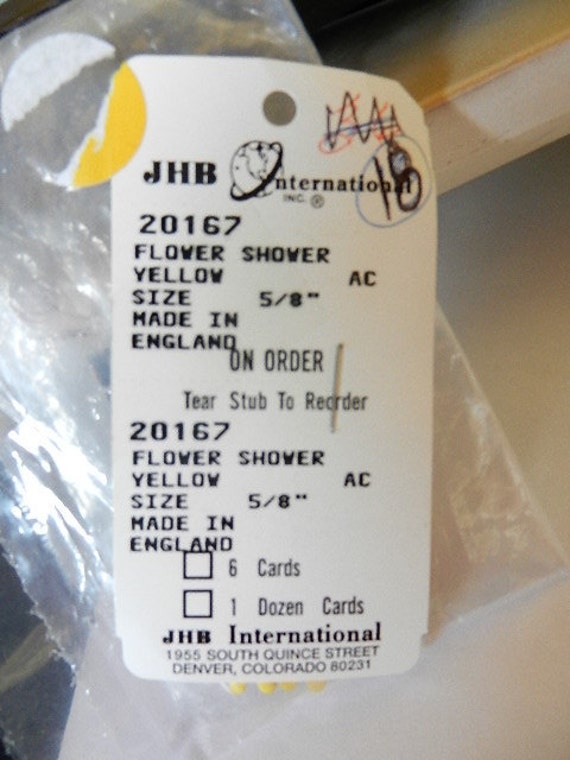 JHB International
INC. ®
18
20167
FLOWER SHOWER
YELLOW AC
SIZE 5/8"
MADE IN
ENGLAND
ON ORDER
Tear Stub To Reorder
20167
FLOWER SHOWER
YELLOW AC
SIZE 5/8"
MADE IN
ENGLAND
6 Cards
1 Dozen Cards
JHB International
1955 SOUTH QUINCE STREET
DENVER, COLORADO 80231